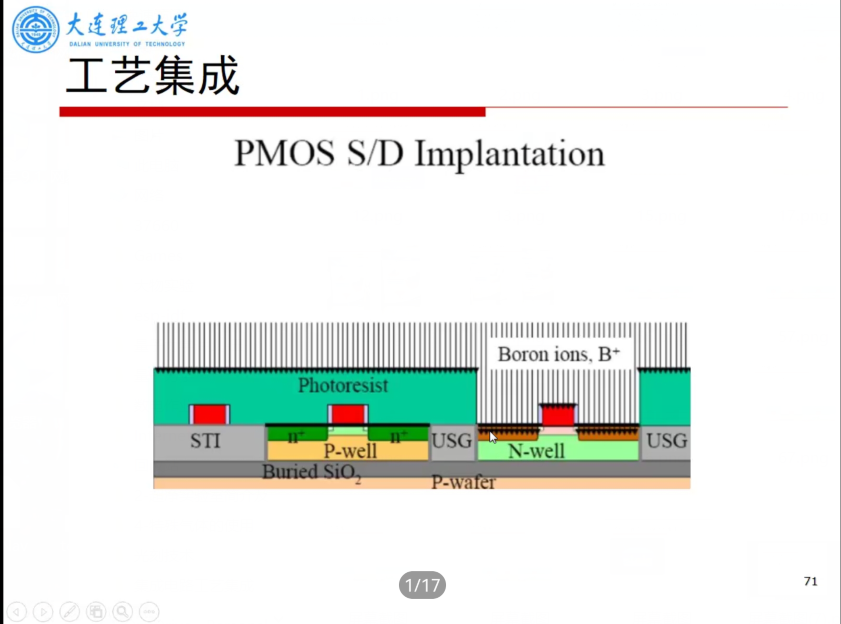 大连理工大学
DALIAN UNIVERSITY OF TECHNOLOGY
工艺集成
PMOS S/D Implantation
Boron ions, B⁺
Photoresist
STI
n⁺
n⁺
P-well
USG
N-well
USG
Buried SiO₂
P-wafer
1/17
71